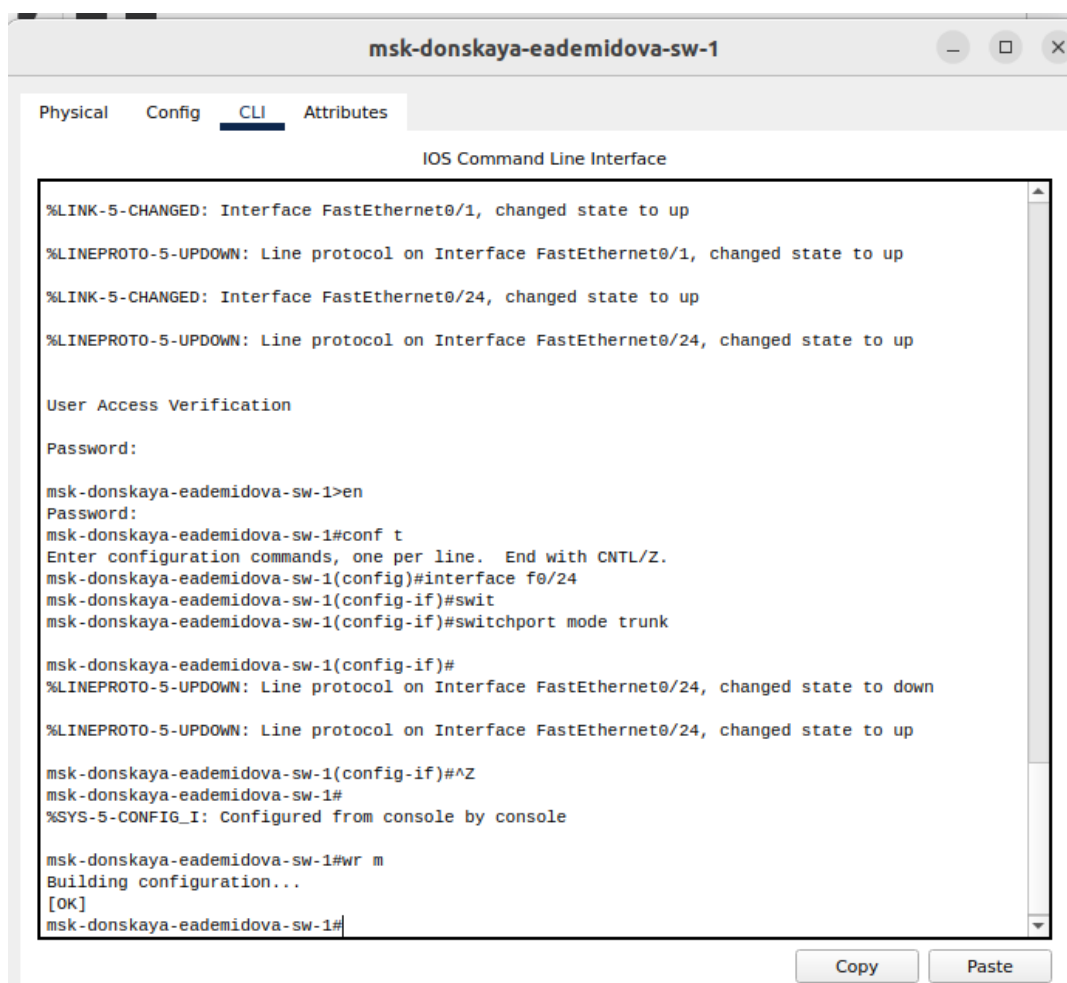 msk-donskaya-eademidova-sw-1
Physical Config CLI Attributes
IOS Command Line Interface
%LINK-5-CHANGED: Interface FastEthernet0/1, changed state to up
%LINEPROTO-5-UPDOWN: Line protocol on Interface FastEthernet0/1, changed state to up
%LINK-5-CHANGED: Interface FastEthernet0/24, changed state to up
%LINEPROTO-5-UPDOWN: Line protocol on Interface FastEthernet0/24, changed state to up
User Access Verification
Password:
msk-donskaya-eademidova-sw-1>en
Password:
msk-donskaya-eademidova-sw-1#conf t
Enter configuration commands, one per line.  End with CNTL/Z.
msk-donskaya-eademidova-sw-1(config)#interface f0/24
msk-donskaya-eademidova-sw-1(config-if)#swit
msk-donskaya-eademidova-sw-1(config-if)#switchport mode trunk
msk-donskaya-eademidova-sw-1(config-if)#
%LINEPROTO-5-UPDOWN: Line protocol on Interface FastEthernet0/24, changed state to down
%LINEPROTO-5-UPDOWN: Line protocol on Interface FastEthernet0/24, changed state to up
msk-donskaya-eademidova-sw-1(config-if)#^Z
msk-donskaya-eademidova-sw-1#
%SYS-5-CONFIG_I: Configured from console by console
msk-donskaya-eademidova-sw-1#wr m
Building configuration...
[OK]
msk-donskaya-eademidova-sw-1#
Copy Paste